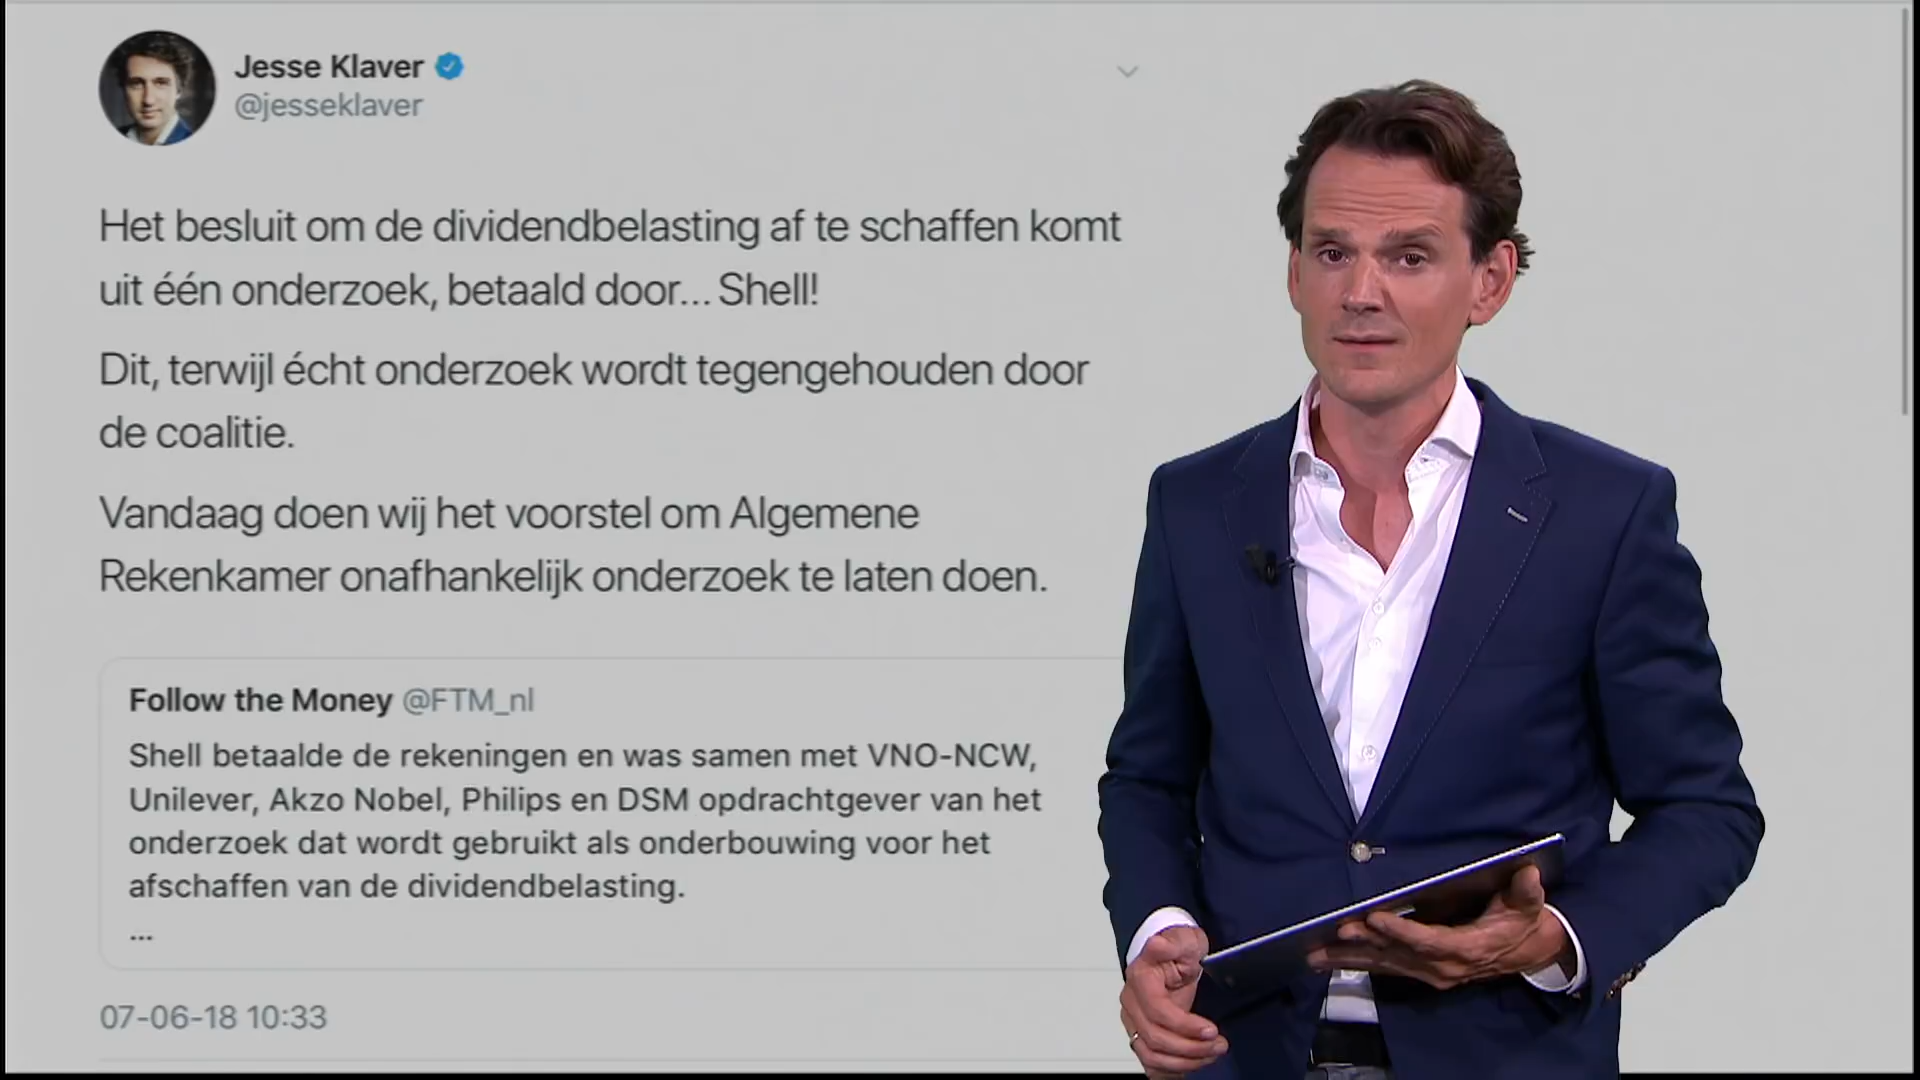 Jesse Klaver
@jesseklaver
Het besluit om de dividendbelasting af te schaffen komt
uit één onderzoek, betaald door... Shell!
Dit, terwijl écht onderzoek wordt tegengehouden door
de coalitie.
Vandaag doen wij het voorstel om Algemene
Rekenkamer onafhankelijk onderzoek te laten doen.
Follow the Money @FTM_nl
Shell betaalde de rekeningen en was samen met VNO-NCW,
Unilever, Akzo Nobel, Philips en DSM opdrachtgever van het
onderzoek dat wordt gebruikt als onderbouwing voor het
afschaffen van de dividendbelasting.
...
07-06-18 10:33